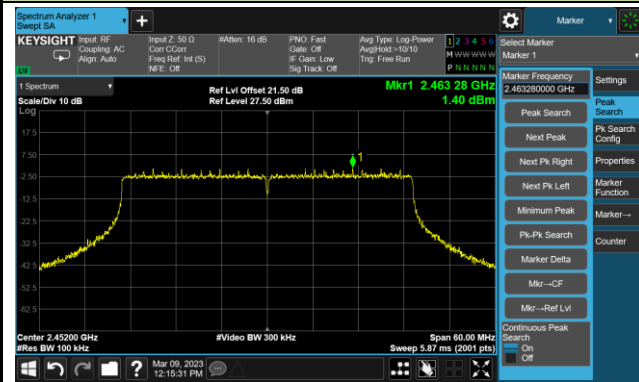 Spectrum Analyzer 1
Swept SA
Marker
KEYSIGHT
Input: RF
Coupling: AC
Align: Auto
Input Z: 50 Ω
Corr CCorr
Freq Ref: Int (S)
NFE: Off
#Atten: 16 dB
PNO: Fast
Gate: Off
IF Gain: Low
Sig Track: Off
Avg Type: Log-Power
Avg|Hold:>10/10
Trig: Free Run
1 2 3 4 5 6
M W W W W W
P N N N N N
LXI
Select Marker
Marker 1
1 Spectrum
Scale/Div 10 dB
Log
Ref Lvl Offset 21.50 dB
Ref Level 27.50 dBm
Mkr1 2.463 28 GHz
1.40 dBm
17.5
7.50
-2.50
-12.5
-22.5
-32.5
-42.5
-52.5
-62.5
1
Center 2.45200 GHz
#Res BW 100 kHz
#Video BW 300 kHz
Span 60.00 MHz
Sweep 5.87 ms (2001 pts)
Marker Frequency
2.463280000 GHz
Peak Search
Next Peak
Next Pk Right
Next Pk Left
Minimum Peak
Pk-Pk Search
Marker Delta
Mkr→CF
Mkr→Ref Lvl
Continuous Peak
Search
On
Off
Settings
Peak
Search
Pk Search
Config
Properties
Marker
Function
Marker→
Counter
?
Mar 09, 2023
12:15:31 PM